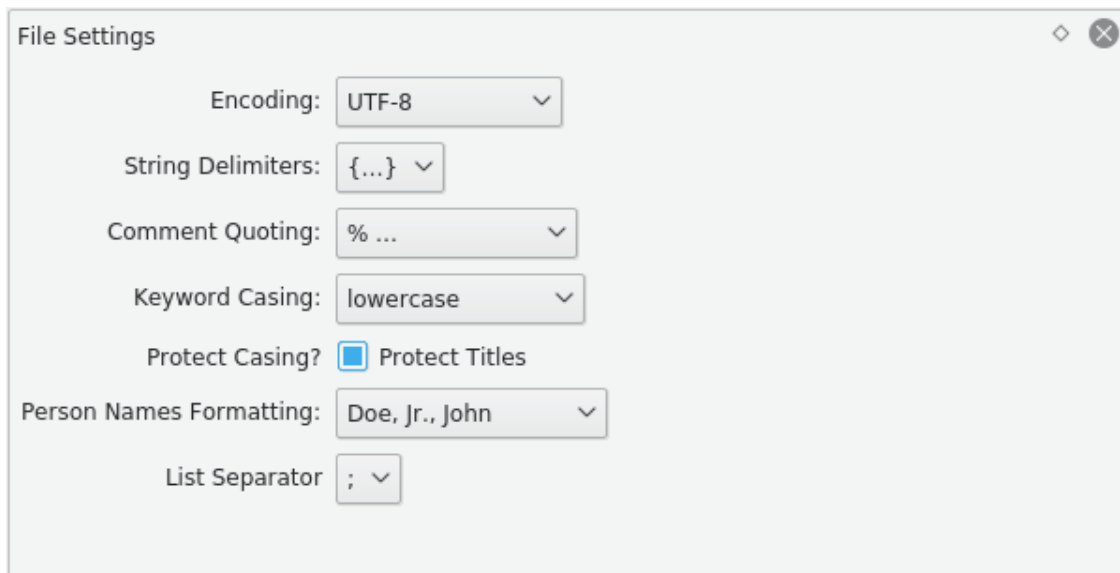 File Settings
Encoding: UTF-8
String Delimiters: {...}
Comment Quoting: % ...
Keyword Casing: lowercase
Protect Casing? Protect Titles
Person Names Formatting: Doe, Jr., John
List Separator ;